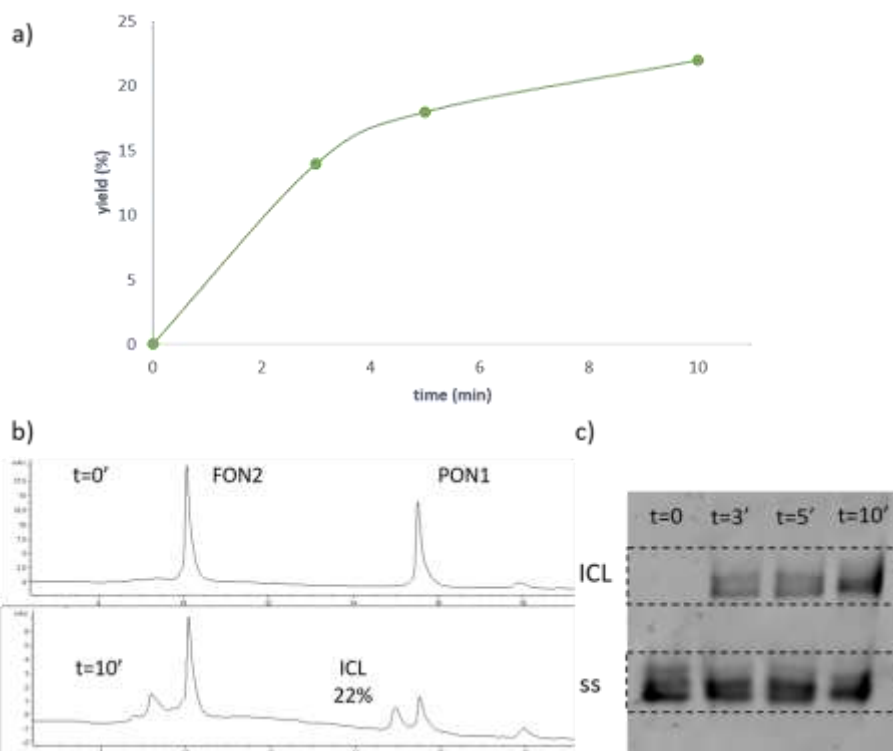 a)
25
20
15
10
5
0
yield (%)
0 2 4 6 8 10
time (min)
b)
t=0' FON2 PON1
t=10' ICL
22%
c)
t=0 t=3' t=5' t=10'
ICL
ss